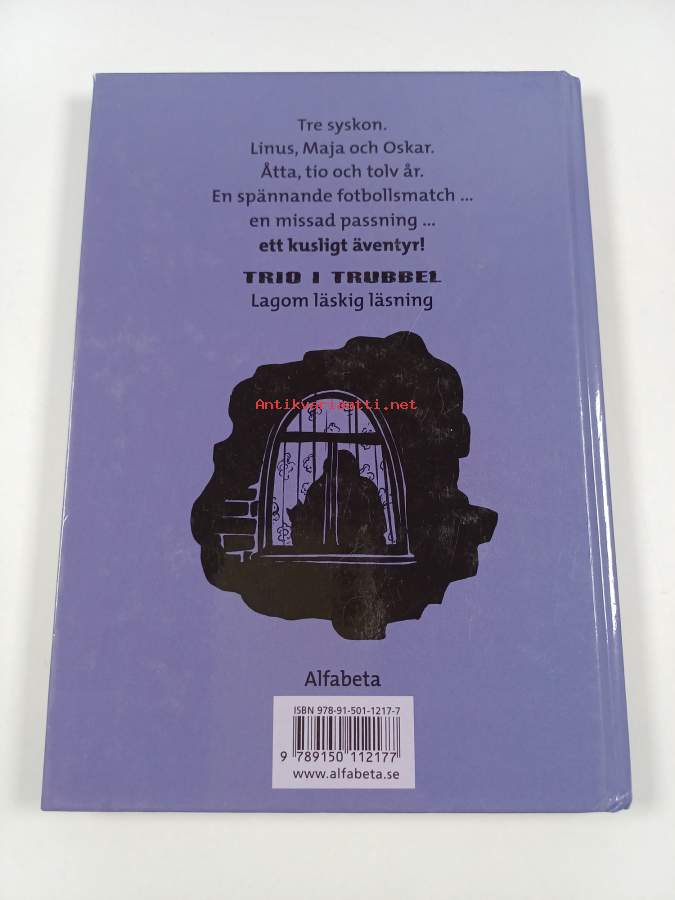 Tre syskon.
Linus, Maja och Oskar.
Åtta, tio och tolv år.
En spännande fotbollsmatch ...
en missad passning ...
ett kusligt äventyr!
TRIO I TRUBBEL
Lagom läskig läsning
Antikvariaatti.net
Alfabeta
ISBN 978-91-501-1217-7
9 789150 112177
www.alfabeta.se